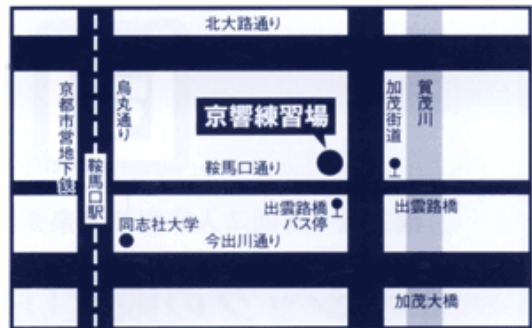 北大路通り
京都市営地下鉄
烏丸通り
鞍馬口駅
京響練習場
鞍馬口通り
加茂街道
賀茂川
出雲路橋
バス停
出雲路橋
同志社大学
今出川通り
加茂大橋